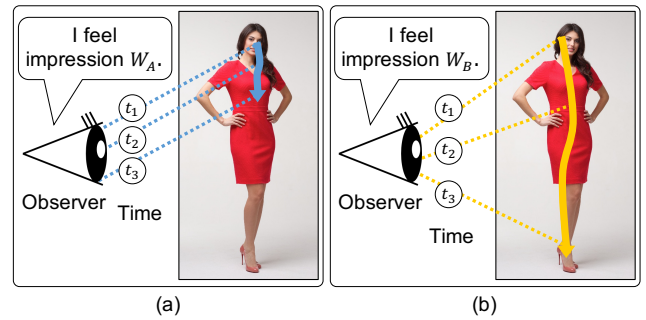 I feel
impression W_A.
t_1
t_2
t_3
Observer
Time
(a)
I feel
impression W_B.
t_1
t_2
t_3
Observer
Time
(b)